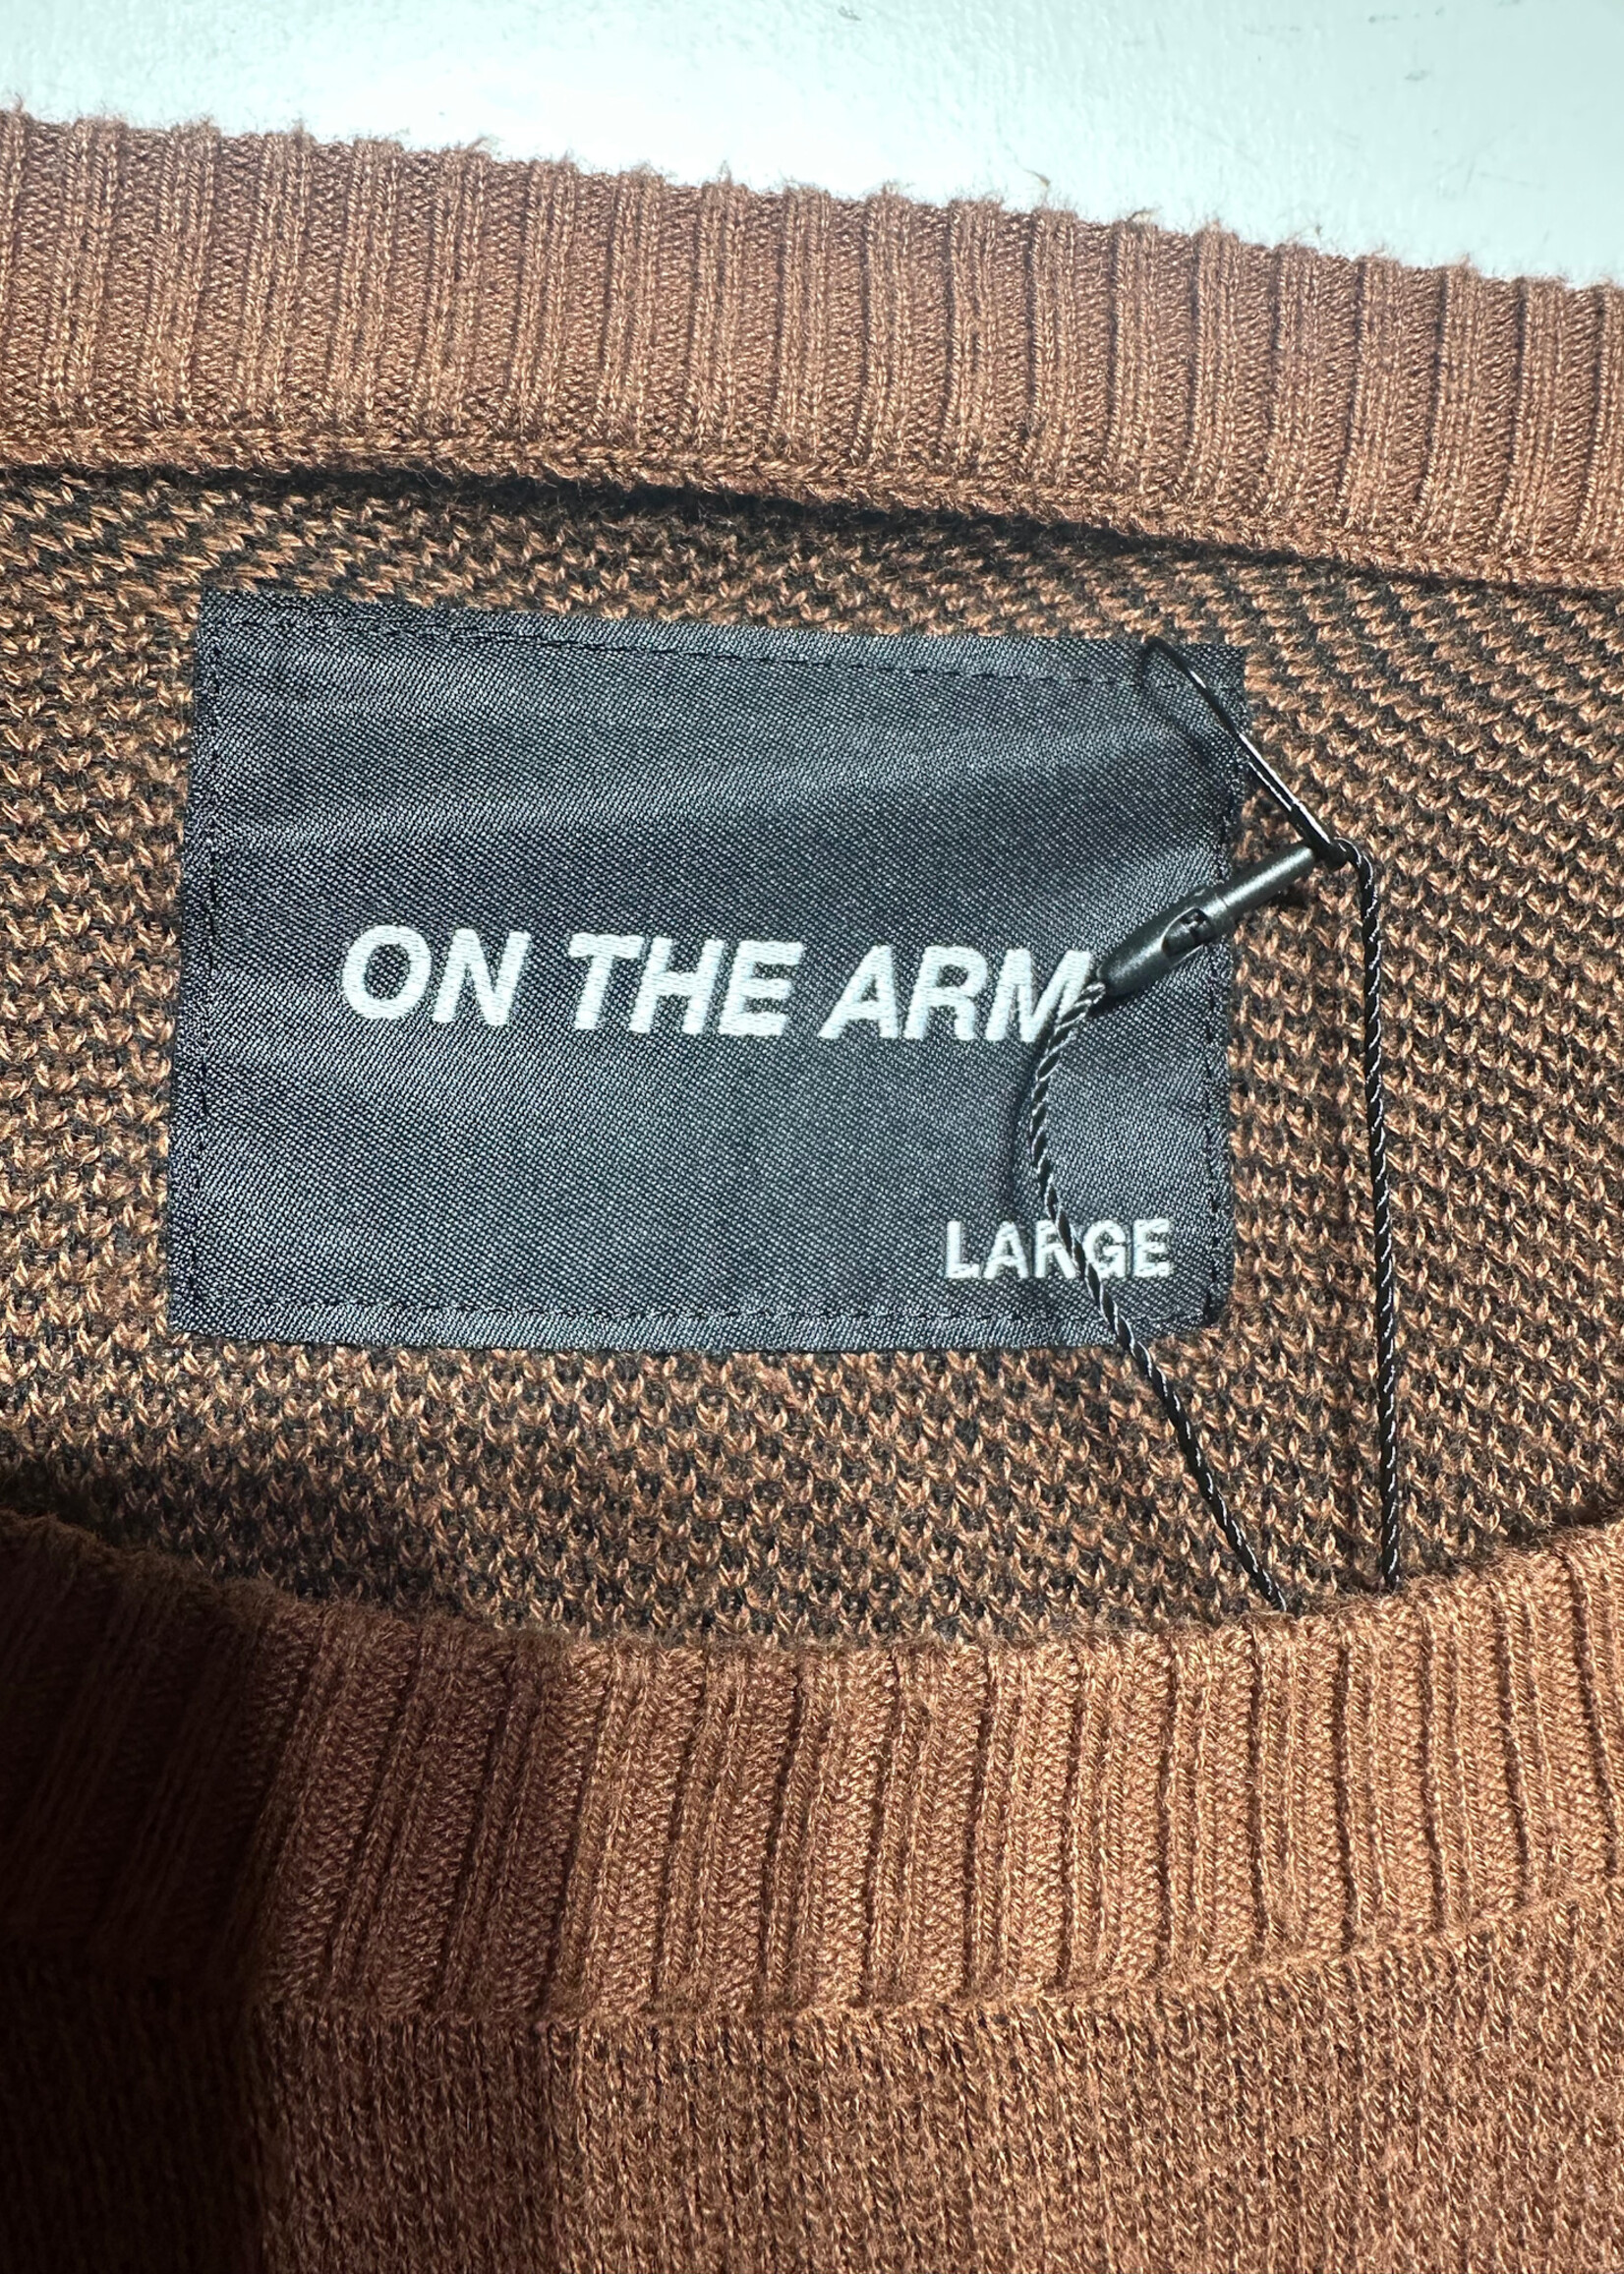 ON THE ARM
LARGE